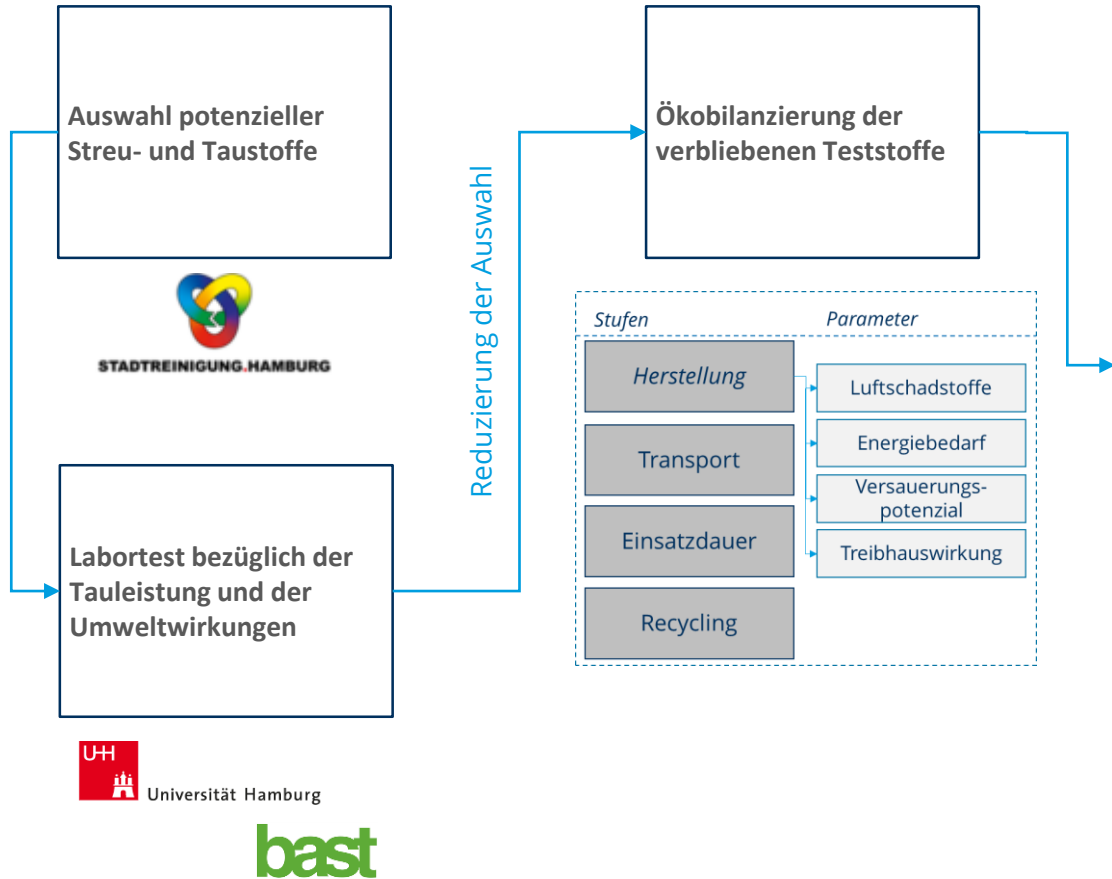 Auswahl potenzieller
Streu- und Taustoffe
STADTREINIGUNG.HAMBURG
Labortest bezüglich der
Tauleistung und der
Umweltwirkungen
UHH
Universität Hamburg
bast
Reduzierung der Auswahl
Ökobilanzierung der
verbliebenen Teststoffe
Stufen
Parameter
Herstellung
Transport
Einsatzdauer
Recycling
Luftschadstoffe
Energiebedarf
Versauerungs-
potenzial
Treibhauswirkung